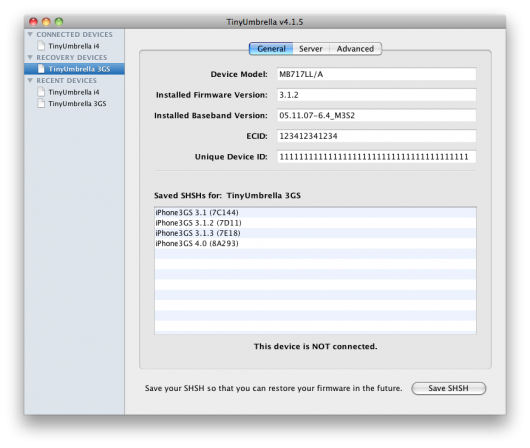 TinyUmbrella v4.1.5
CONNECTED DEVICES
TinyUmbrella i4
RECOVERY DEVICES
TinyUmbrella 3GS
RECENT DEVICES
TinyUmbrella i4
TinyUmbrella 3GS
General Server Advanced
Device Model: MB717LL/A
Installed Firmware Version: 3.1.2
Installed Baseband Version: 05.11.07-6.4_M3S2
ECID: 123412341234
Unique Device ID: 1111111111111111111111111111111111111111
Saved SHSHs for: TinyUmbrella 3GS
iPhone3GS 3.1 (7C144)
iPhone3GS 3.1.2 (7D11)
iPhone3GS 3.1.3 (7E18)
iPhone3GS 4.0 (8A293)
This device is NOT connected.
Save your SHSH so that you can restore your firmware in the future. Save SHSH